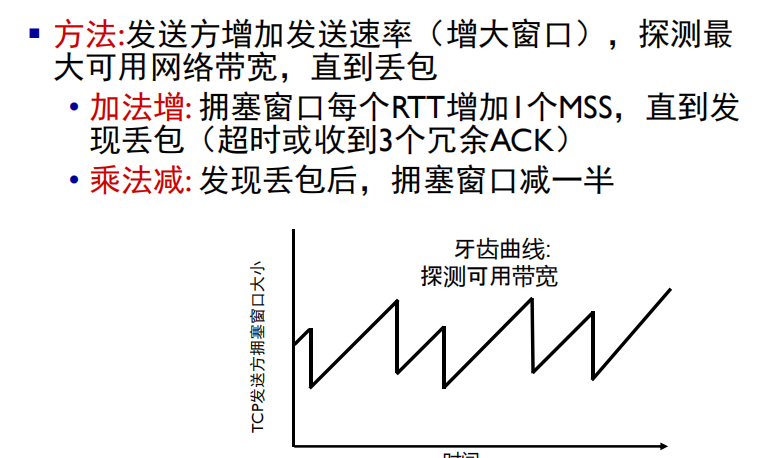 方法:发送方增加发送速率（增大窗口），探测最
大可用网络带宽，直到丢包
加法增: 拥塞窗口每个RTT增加1个MSS，直到发
现丢包（超时或收到3个冗余ACK）
乘法减: 发现丢包后，拥塞窗口减一半
牙齿曲线:
探测可用带宽
TCP发送方拥塞窗口大小
时间